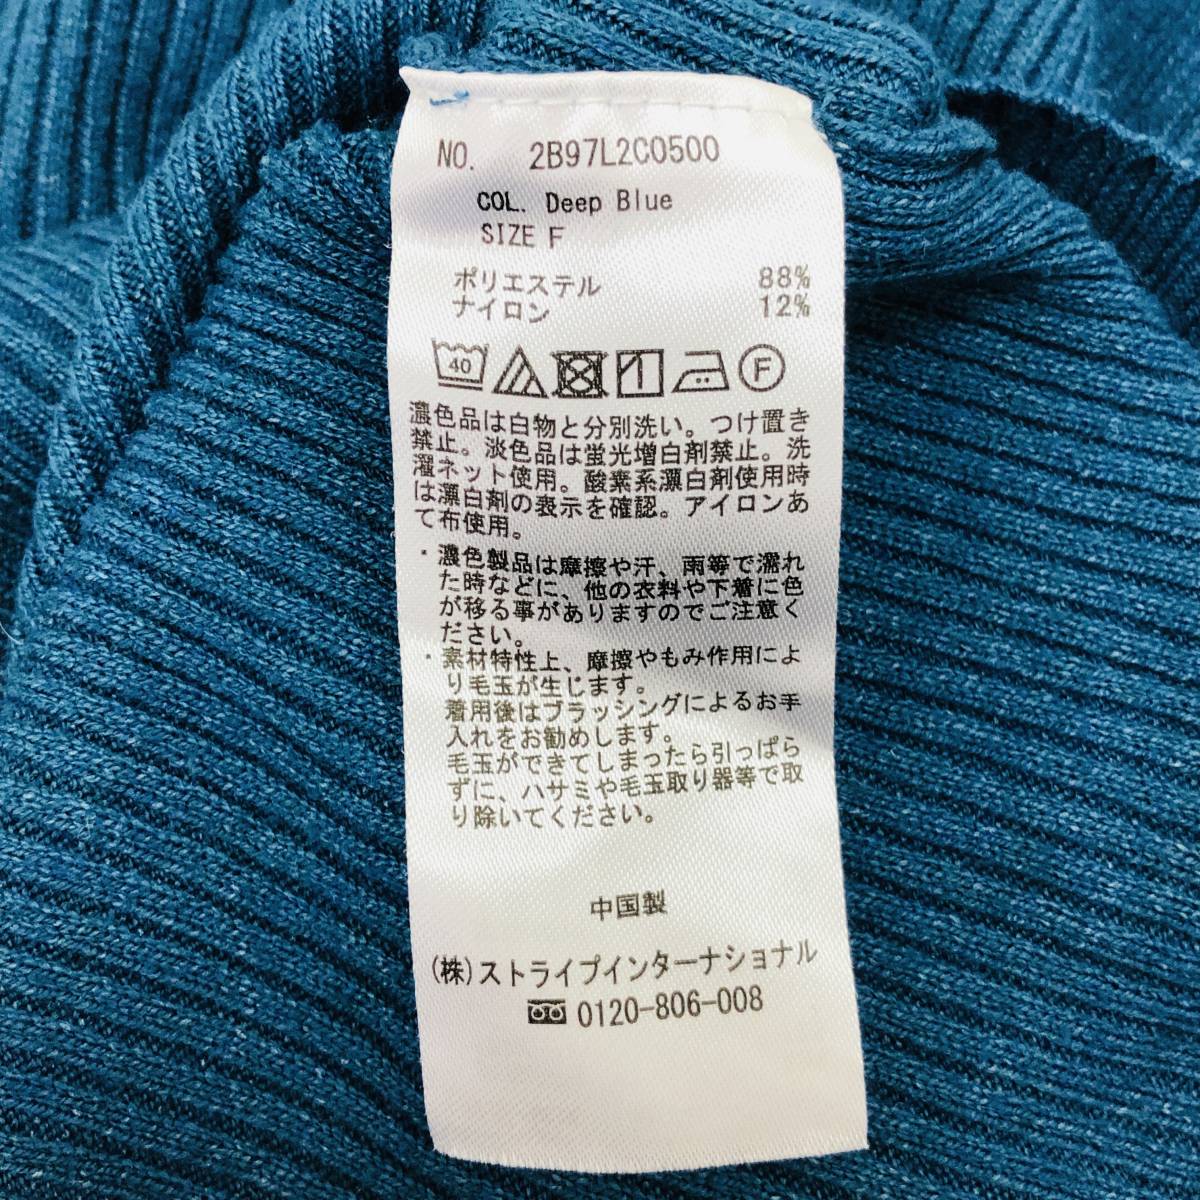 NO. 2B97L2C0500
COL. Deep Blue
SIZE F
ポリエステル 88%
ナイロン 12%
40 F
濃色品は白物と分別洗い。つけ置き
禁止。淡色品は蛍光増白剤禁止。洗
濯ネット使用。酸素系漂白剤使用時
は漂白剤の表示を確認。アイロンあ
て布使用。
・濃色製品は摩擦や汗、雨等で濡れ
た時などに、他の衣料や下着に色
が移る事がありますのでご注意く
ださい。
・素材特性上、摩擦やもみ作用によ
り毛玉が生じます。
着用後はブラッシングによるお手
入れをお勧めします。
毛玉ができてしまったら引っぱら
ずに、ハサミや毛玉取り器等で取
り除いてください。
中国製
(株)ストライプインターナショナル
0120-806-008